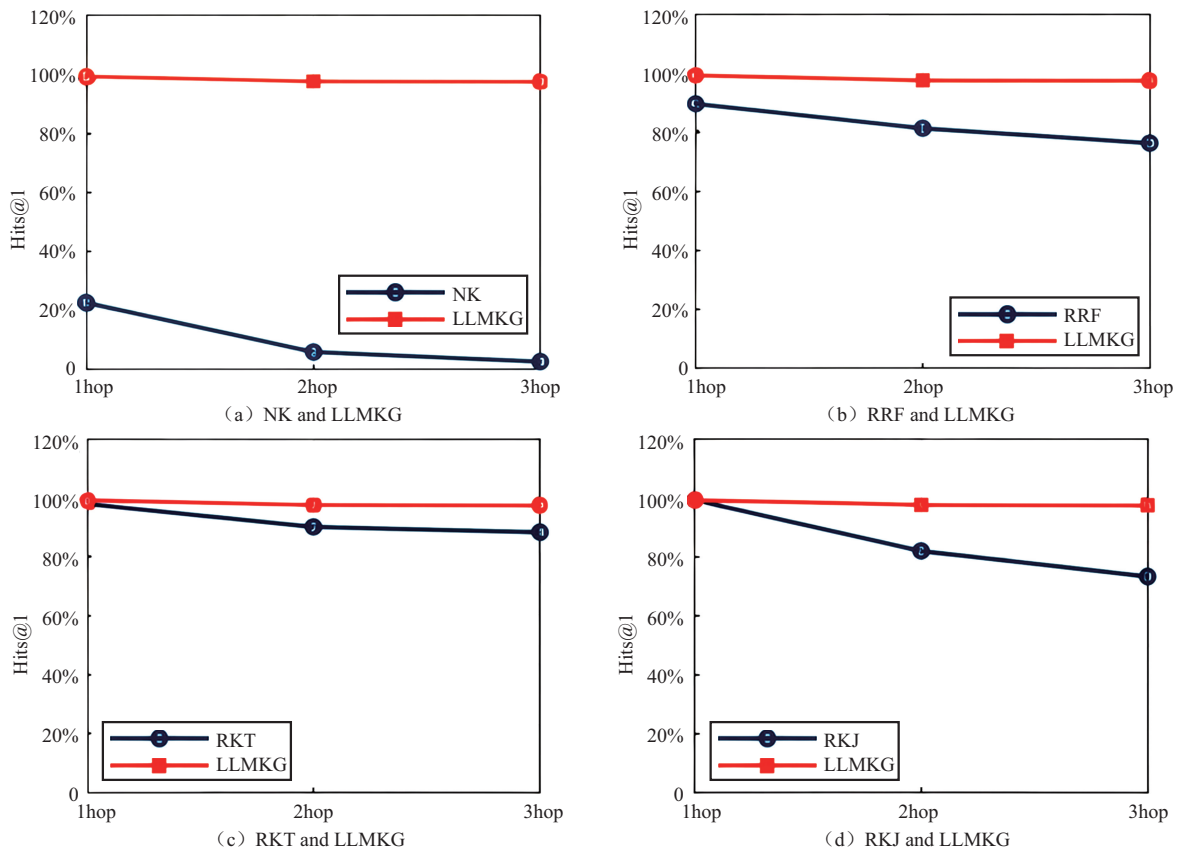 120%
100%
80%
60%
40%
20%
0
Hits@1
NK
LLMKG
1hop
2hop
3hop
（a）NK and LLMKG
120%
100%
80%
60%
40%
20%
0
Hits@1
RRF
LLMKG
1hop
2hop
3hop
（b）RRF and LLMKG
120%
100%
80%
60%
40%
20%
0
Hits@1
RKT
LLMKG
1hop
2hop
3hop
（c）RKT and LLMKG
120%
100%
80%
60%
40%
20%
0
Hits@1
RKJ
LLMKG
1hop
2hop
3hop
（d）RKJ and LLMKG